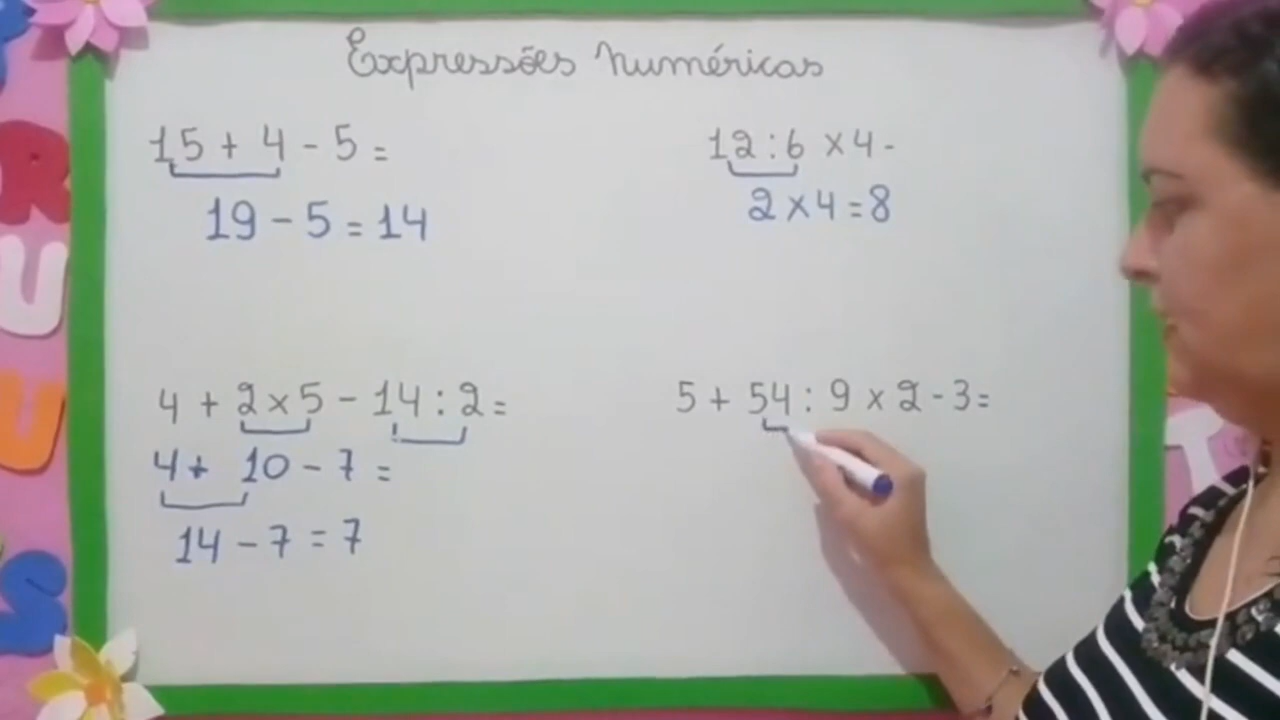 Expressões numéricas
15 + 4 - 5 =
19 - 5 = 14
12 : 6 x 4 -
2 x 4 = 8
4 + 2 x 5 - 14 : 2 =
4 + 10 - 7 =
14 - 7 = 7
5 + 54 : 9 x 2 - 3 =
R
U
U
S
T